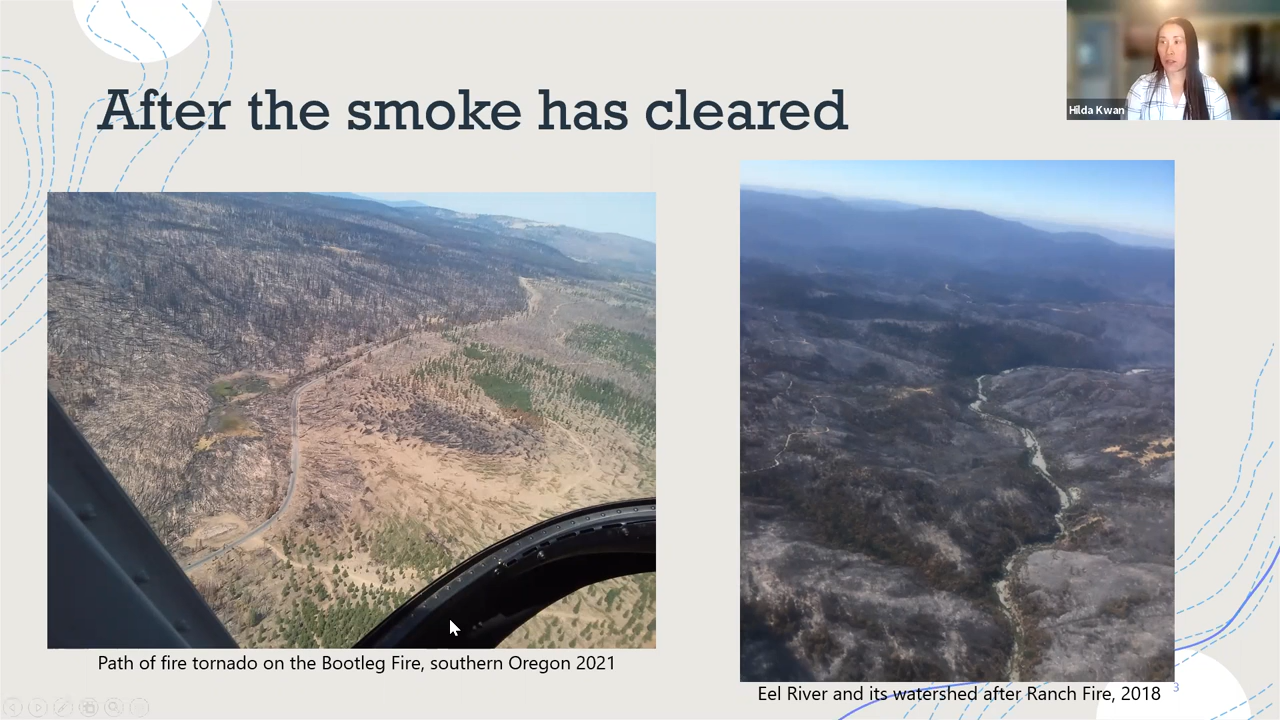 After the smoke has cleared
Hilda Kwan
Path of fire tornado on the Bootleg Fire, southern Oregon 2021
Eel River and its watershed after Ranch Fire, 2018
3